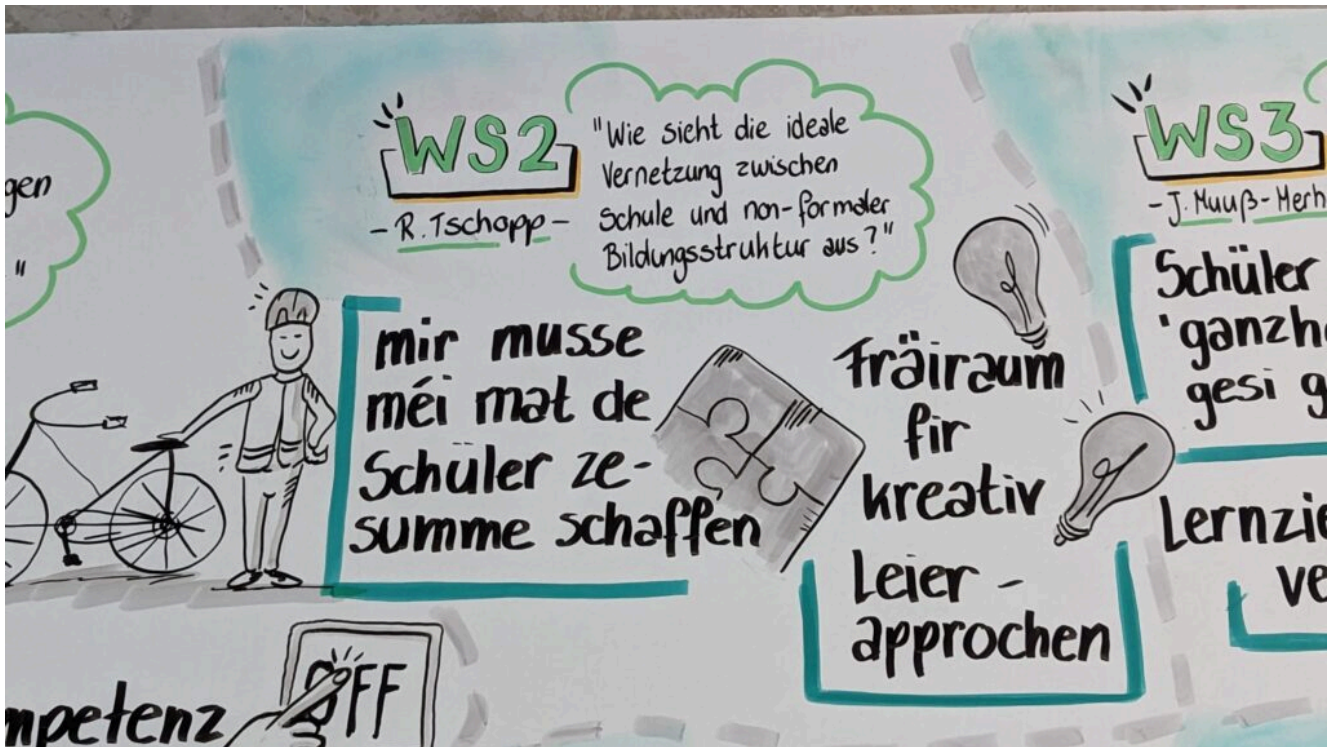 gen
"
WS2
- R. Tschopp -
"Wie sieht die ideale
Vernetzung zwischen
Schule und non-formaler
Bildungsstruktur aus?"
mir musse
méi mat de
Schüler ze-
summe schaffen
Fräiraum
fir
kreativ
Leier-
approchen
WS3
- J. Muuß-Merh
Schüler
'ganzh
gesi g
Lernzie
ve
mpetenz
OFF